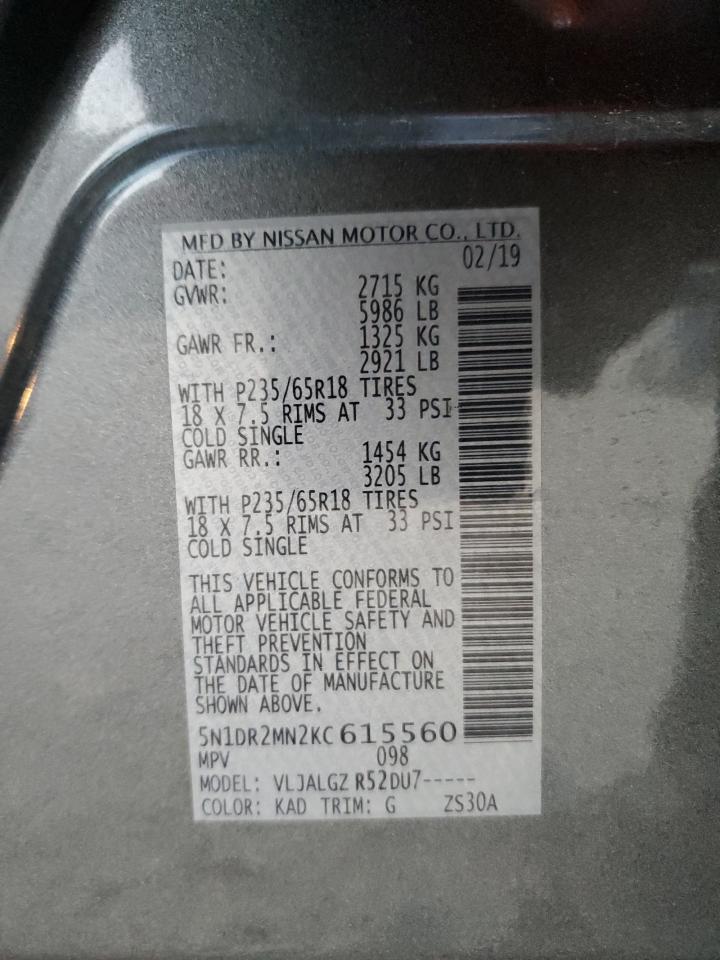 MFD BY NISSAN MOTOR CO., LTD.
DATE: 02/19
GVWR: 2715 KG
5986 LB
GAWR FR.: 1325 KG
2921 LB
WITH P235/65R18 TIRES
18 X 7.5 RIMS AT 33 PSI
COLD SINGLE
GAWR RR.: 1454 KG
3205 LB
WITH P235/65R18 TIRES
18 X 7.5 RIMS AT 33 PSI
COLD SINGLE
THIS VEHICLE CONFORMS TO
ALL APPLICABLE FEDERAL
MOTOR VEHICLE SAFETY AND
THEFT PREVENTION
STANDARDS IN EFFECT ON
THE DATE OF MANUFACTURE
SHOWN ABOVE.
5N1DR2MN2KC615560
MPV 098
MODEL: VLJALGZ R52DU7-----
COLOR: KAD TRIM: G ZS30A